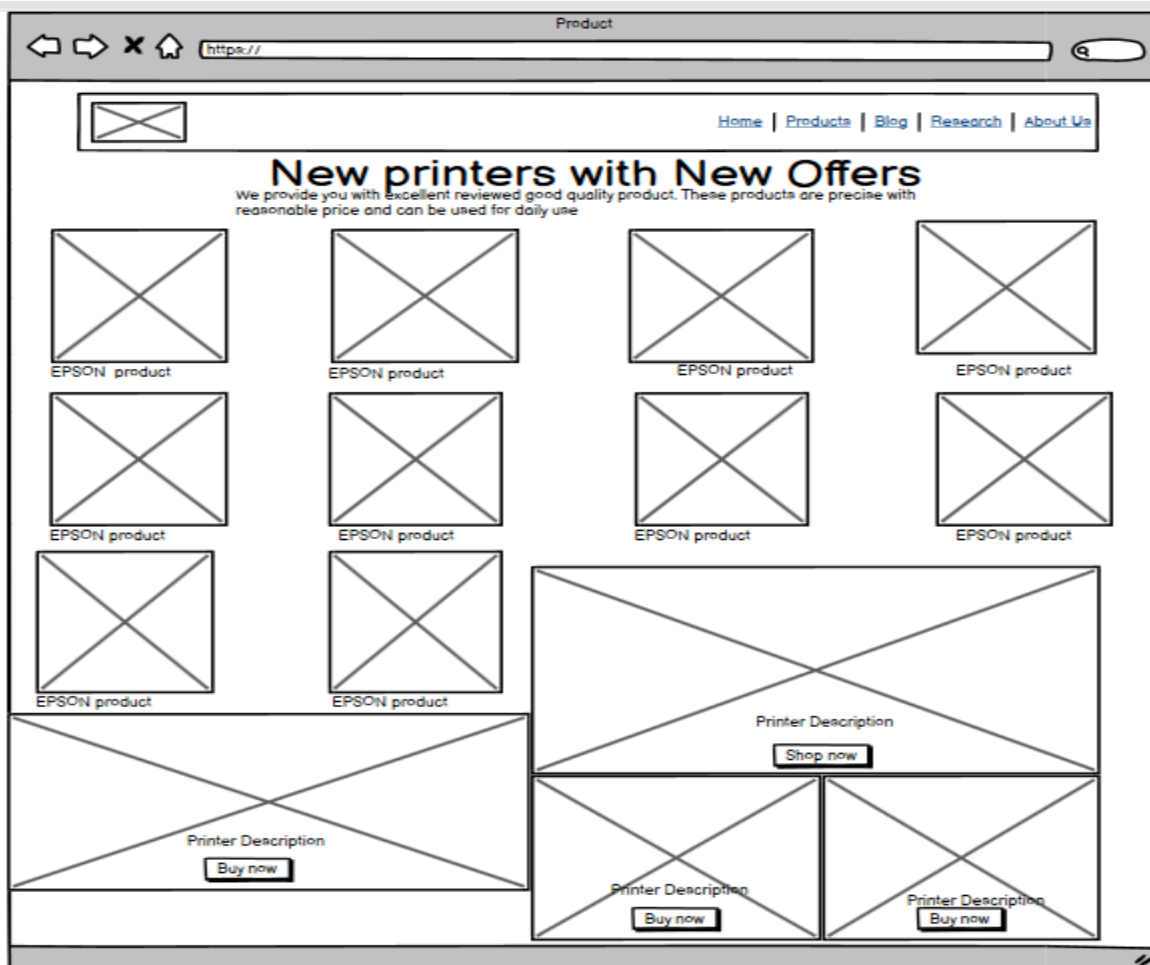 Product
https://
Home | Products | Blog | Research | About Us
New printers with New Offers
We provide you with excellent reviewed good quality product. These products are precise with
reasonable price and can be used for daily use
EPSON product
EPSON product
EPSON product
EPSON product
EPSON product
EPSON product
EPSON product
EPSON product
EPSON product
EPSON product
Printer Description
Shop now
Printer Description
Buy now
Printer Description
Buy now
Printer Description
Buy now